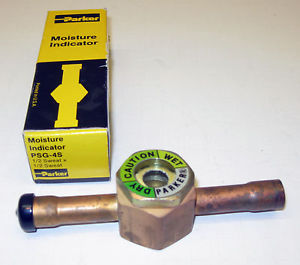 Parker
Moisture
Indicator
Moisture
Indicator
PSG-4S
1/2 Sweat x
1/2 Sweat
Parker
DRY CAUTION WET
PARKER